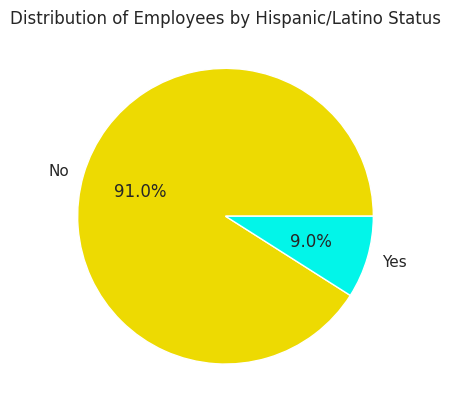 Distribution of Employees by Hispanic/Latino Status
No
91.0%
9.0%
Yes